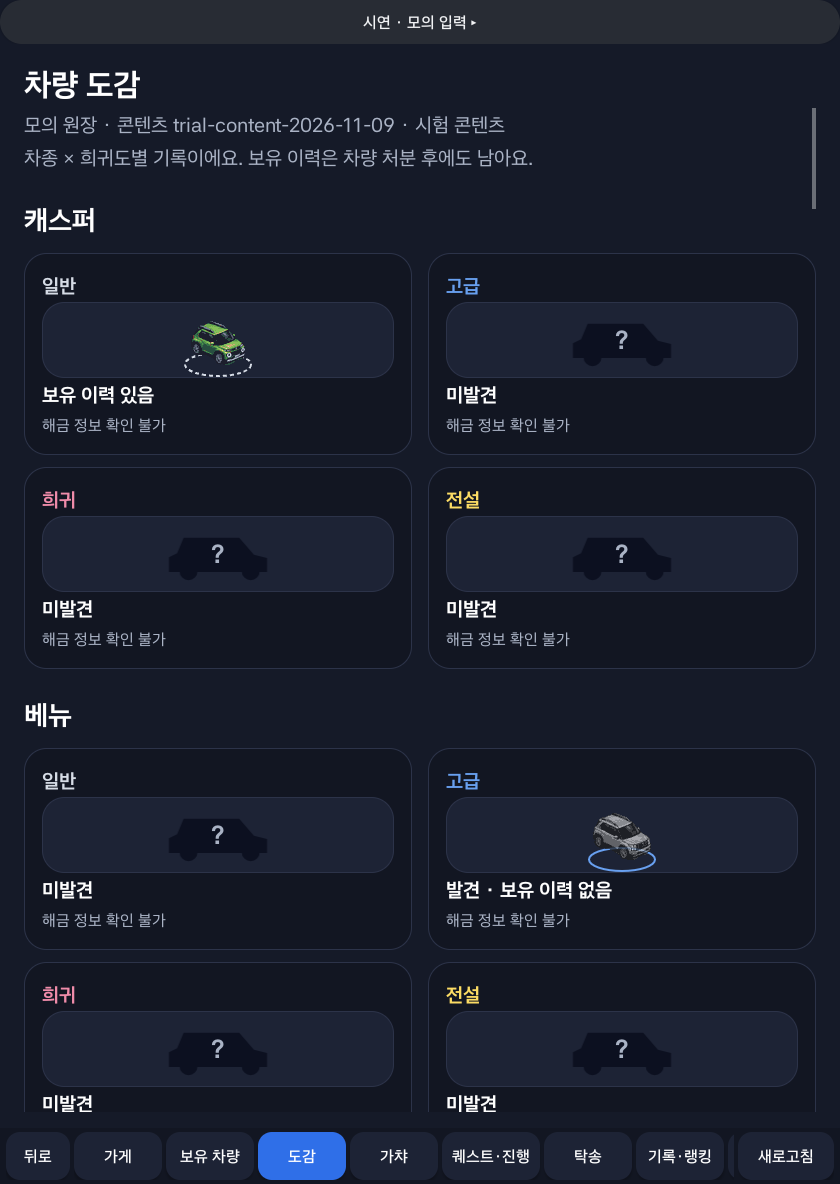 시연 · 모의 입력 ▸
차량 도감
모의 원장 · 콘텐츠 trial-content-2026-11-09 · 시험 콘텐츠
차종 × 희귀도별 기록이에요. 보유 이력은 차량 처분 후에도 남아요.
캐스퍼
일반
보유 이력 있음
해금 정보 확인 불가
고급
?
미발견
해금 정보 확인 불가
희귀
?
미발견
해금 정보 확인 불가
전설
?
미발견
해금 정보 확인 불가
베뉴
일반
?
미발견
해금 정보 확인 불가
고급
발견 · 보유 이력 없음
해금 정보 확인 불가
희귀
?
미발견
전설
?
미발견
뒤로 가게 보유 차량 도감 가챠 퀘스트·진행 탁송 기록·랭킹 새로고침